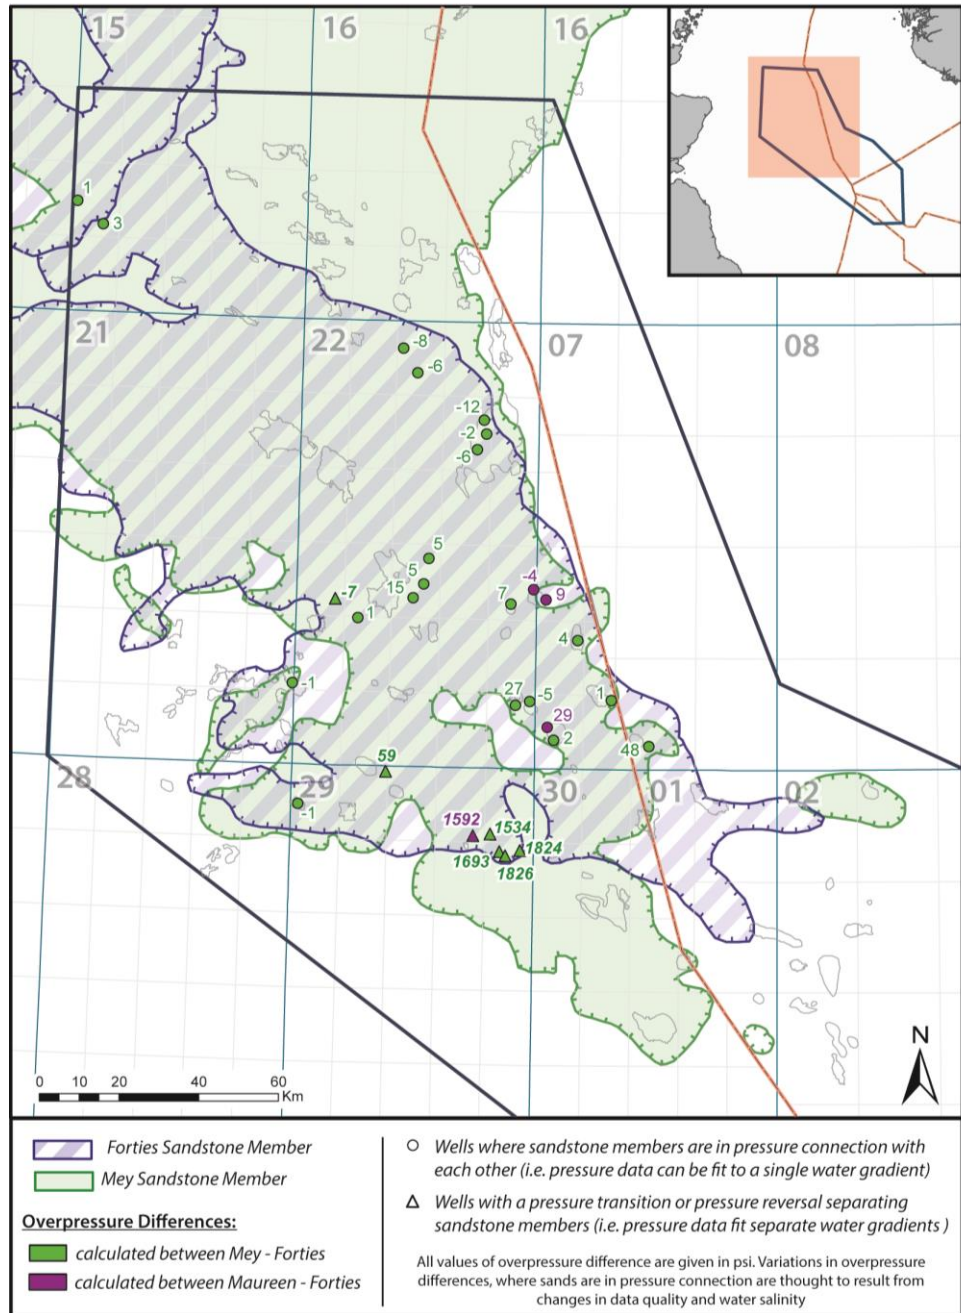 15
16
16
1
3
21
22
07
08
-8
-6
-12
-2
-6
5
5
15
-7
1
7
-4
9
4
-1
27
-5
1
29
2
48
59
28
29
-1
30
01
02
1592
1534
1693
1824
1826
N
0 10 20 40 60
Km
Forties Sandstone Member
Mey Sandstone Member
Overpressure Differences:
calculated between Mey - Forties
calculated between Maureen - Forties
Wells where sandstone members are in pressure connection with
each other (i.e. pressure data can be fit to a single water gradient)
Wells with a pressure transition or pressure reversal separating
sandstone members (i.e. pressure data fit separate water gradients )
All values of overpressure difference are given in psi. Variations in overpressure
differences, where sands are in pressure connection are thought to result from
changes in data quality and water salinity